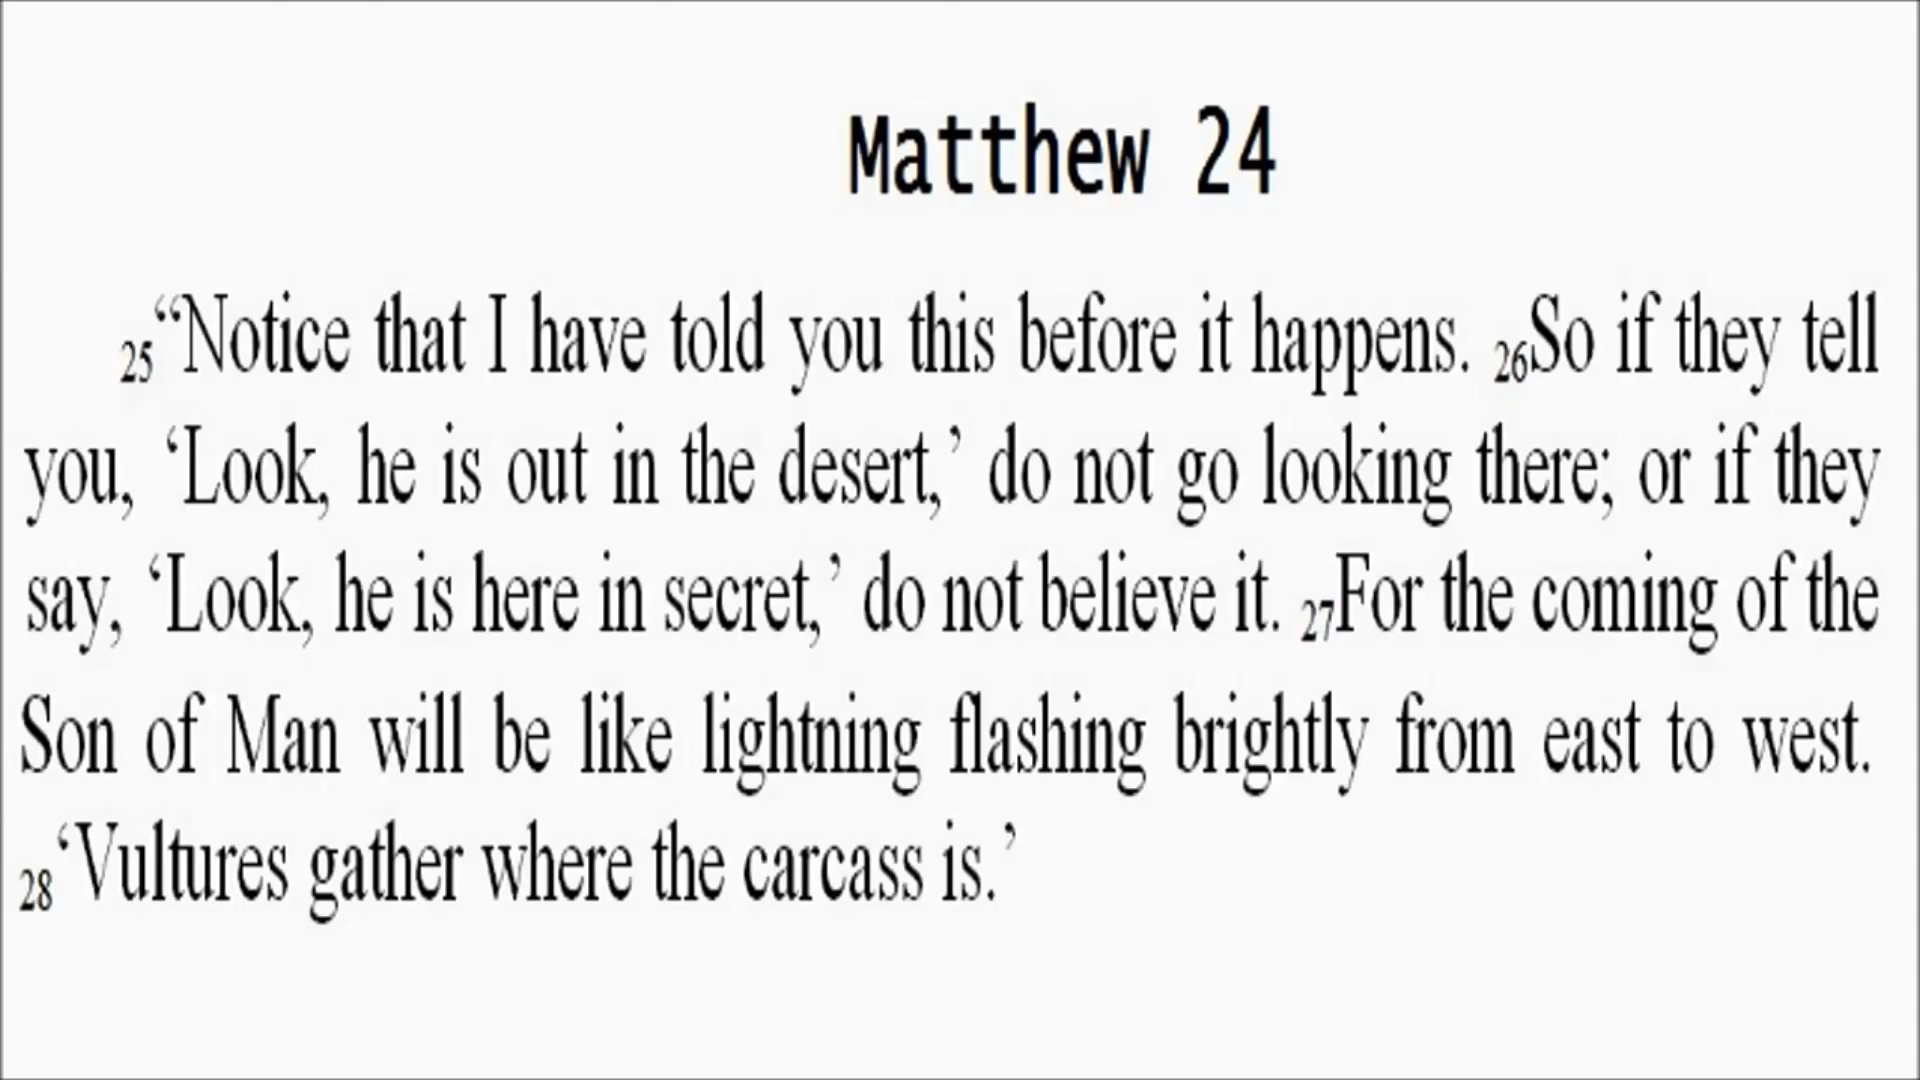 Matthew 24
25“Notice that I have told you this before it happens. 26So if they tell
you, ‘Look, he is out in the desert,’ do not go looking there; or if they
say, ‘Look, he is here in secret,’ do not believe it. 27For the coming of the
Son of Man will be like lightning flashing brightly from east to west.
28‘Vultures gather where the carcass is.’